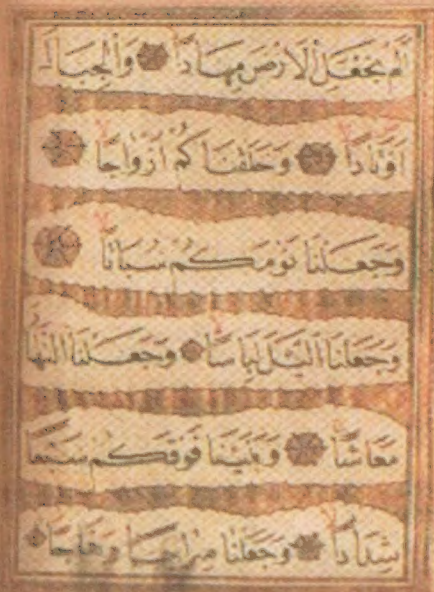 أَلَمْ نَجْعَلِ الْأَرْضَ مِهَادًا وَالْجِبَالَ
أَوْتَادًا وَخَلَقْنَاكُمْ أَزْوَاجًا
وَجَعَلْنَا نَوْمَكُمْ سُبَاتًا
وَجَعَلْنَا اللَّيْلَ لِبَاسًا وَجَعَلْنَا النَّهَارَ
مَعَاشًا وَبَنَيْنَا فَوْقَكُمْ سَبْعًا
شِدَادًا وَجَعَلْنَا سِرَاجًا وَهَّاجًا